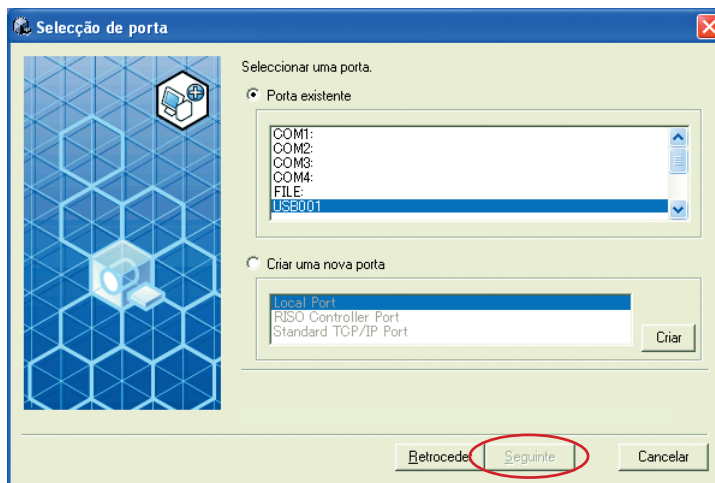 Selecção de porta
Seleccionar uma porta.
Porta existente
COM1:
COM2:
COM3:
COM4:
FILE:
USB001
Criar uma nova porta
Local Port
RISO Controller Port
Standard TCP/IP Port
Criar
Retrocede Seguinte Cancelar